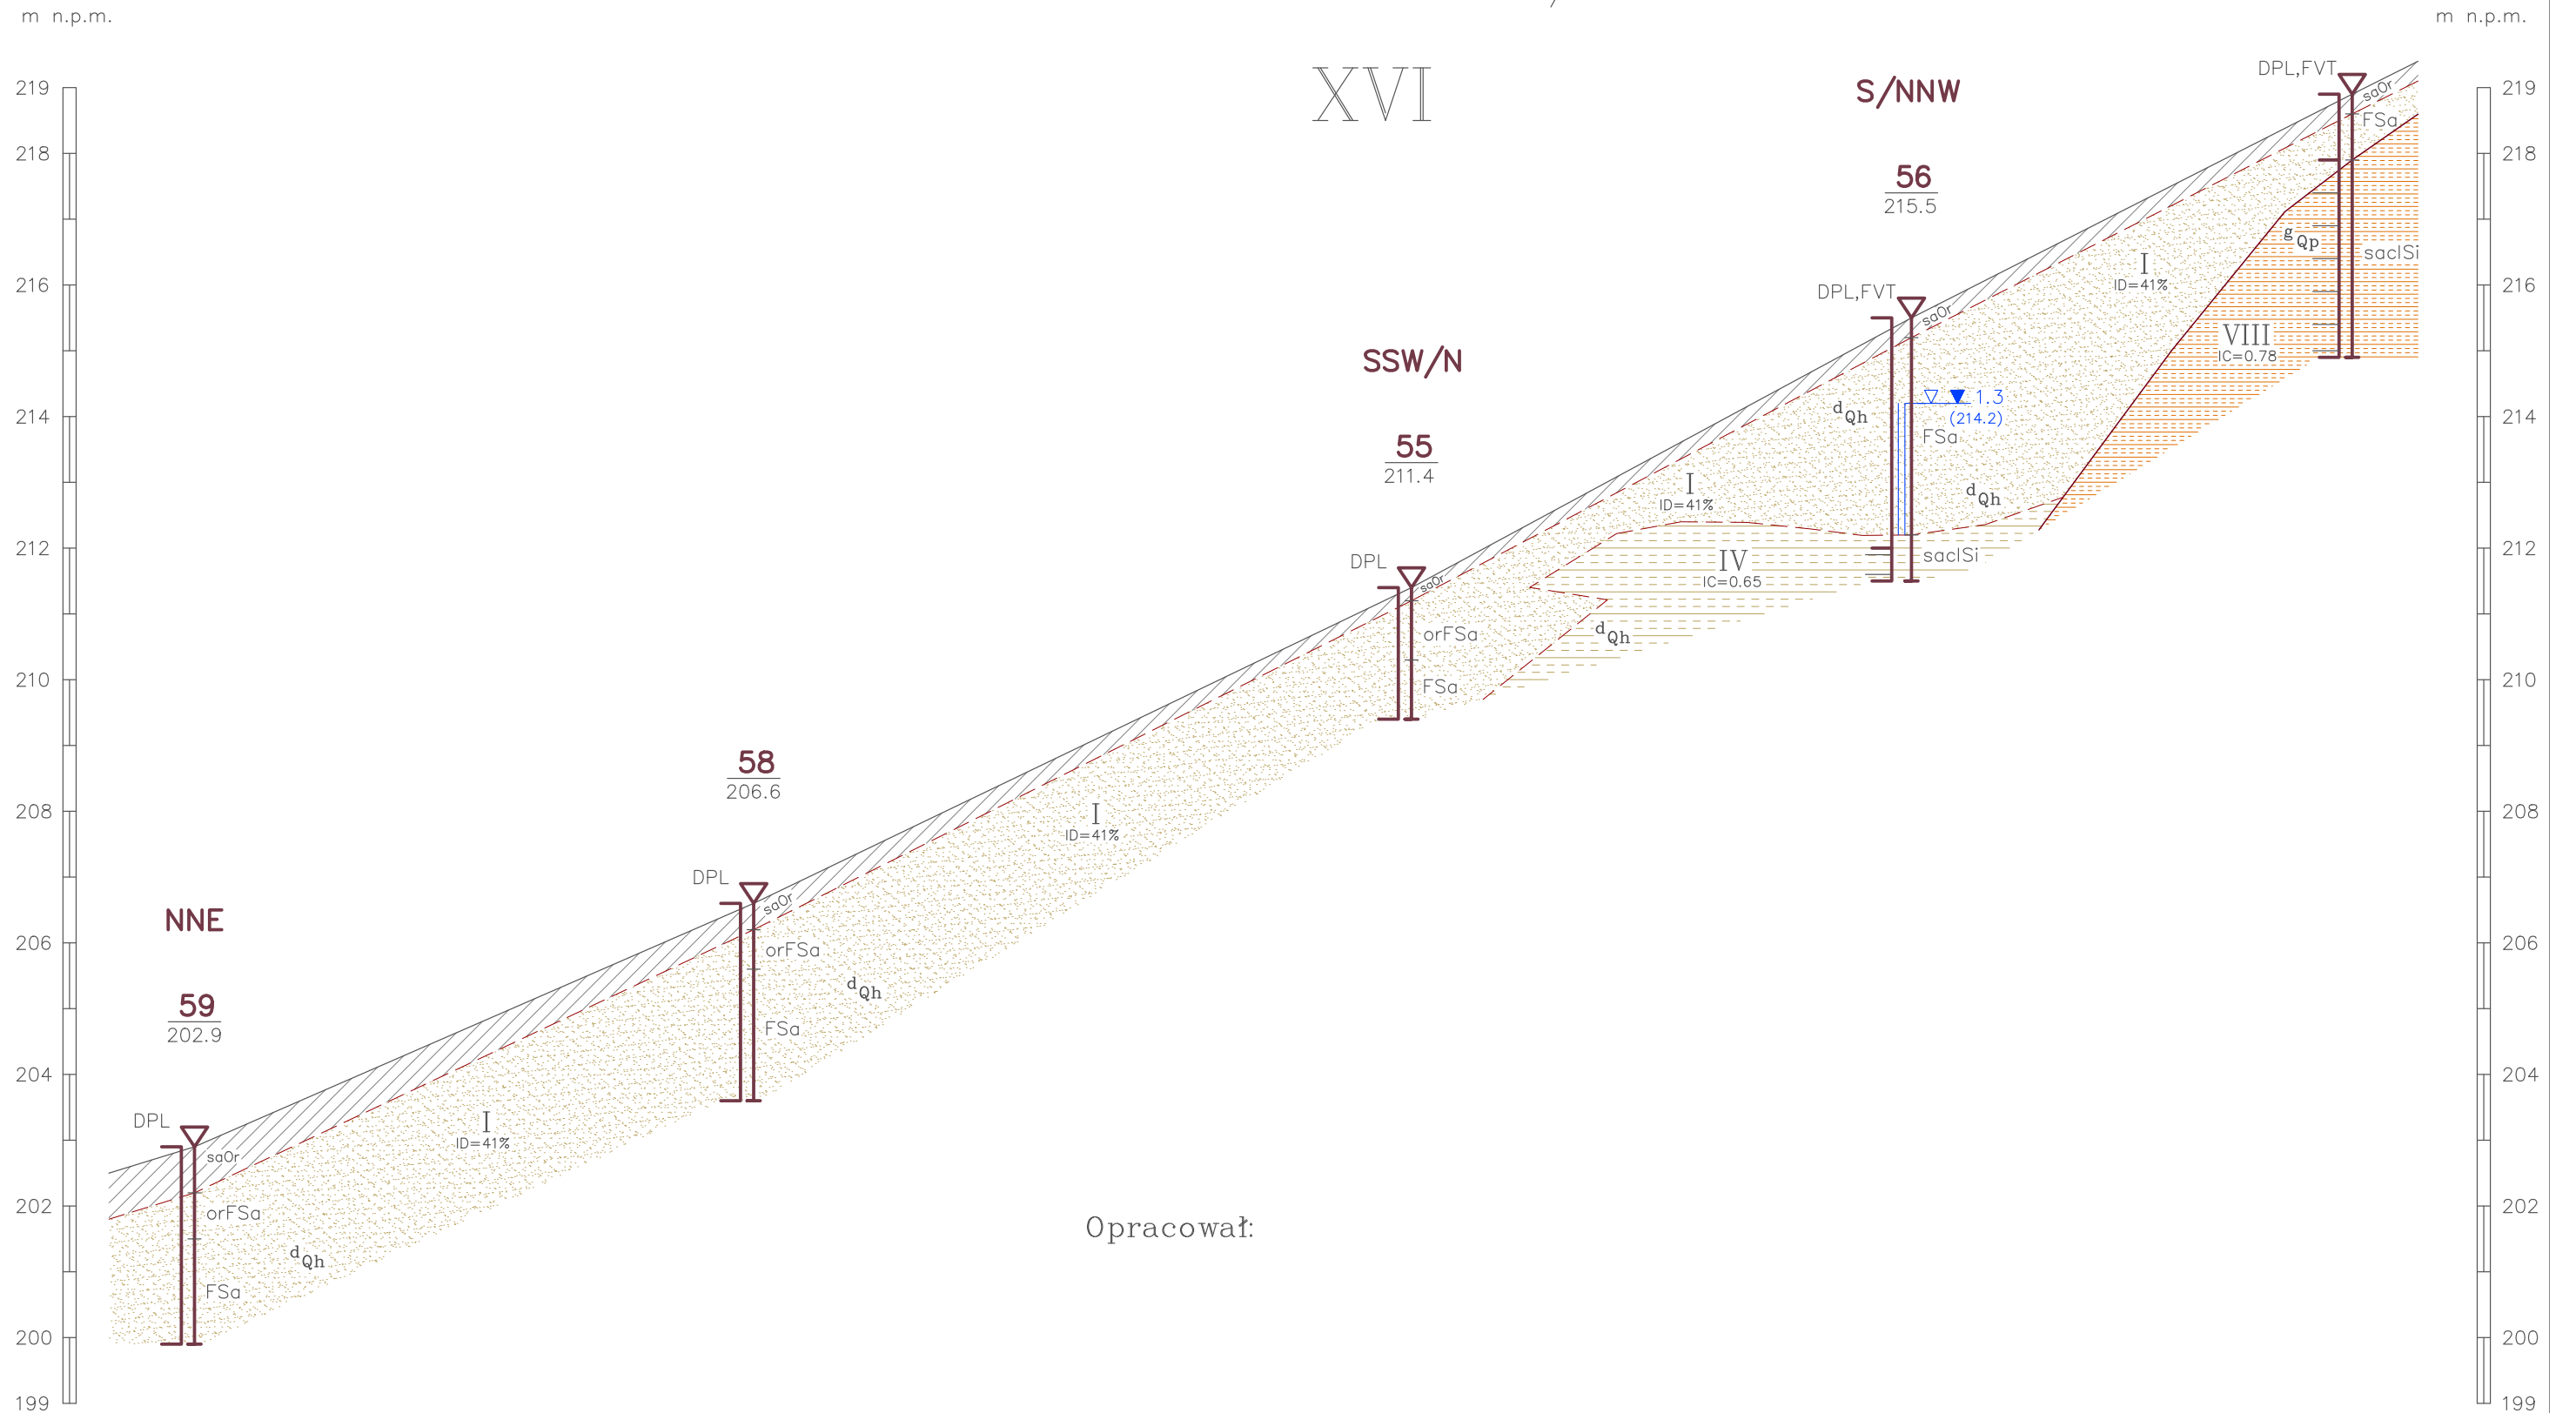 m n.p.m.
m n.p.m.
XVI
219
218
216
214
212
210
208
206
204
202
200
199
NNE
59
202.9
DPL
saOr
orFSa
FSa
dQh
I
ID=41%
58
206.6
DPL
saOr
orFSa
FSa
dQh
I
ID=41%
SSW/N
55
211.4
DPL
saOr
orFSa
FSa
dQh
I
ID=41%
IV
IC=0.65
S/NNW
56
215.5
DPL,FVT
saOr
dQh
1.3
(214.2)
FSa
dQh
saclSi
I
ID=41%
VIII
IC=0.78
gQp
DPL,FVT
saOr
FSa
saclSi
219
218
216
214
212
210
208
206
204
202
200
199
Opracował: